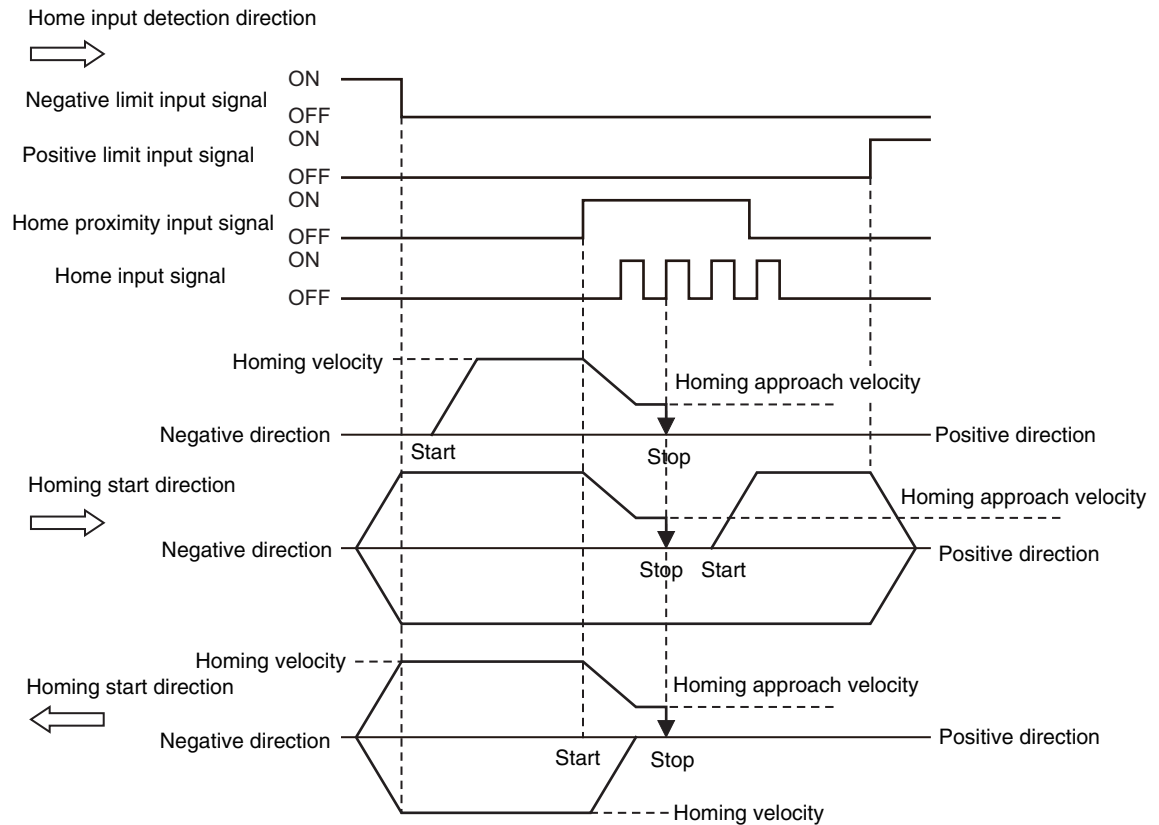 Home input detection direction
ON
Negative limit input signal
OFF
ON
Positive limit input signal
OFF
ON
Home proximity input signal
OFF
ON
Home input signal
OFF
Homing velocity
Homing approach velocity
Negative direction
Positive direction
Start
Stop
Homing start direction
Homing approach velocity
Negative direction
Positive direction
Stop
Start
Homing velocity
Homing start direction
Homing approach velocity
Negative direction
Positive direction
Start
Stop
Homing velocity